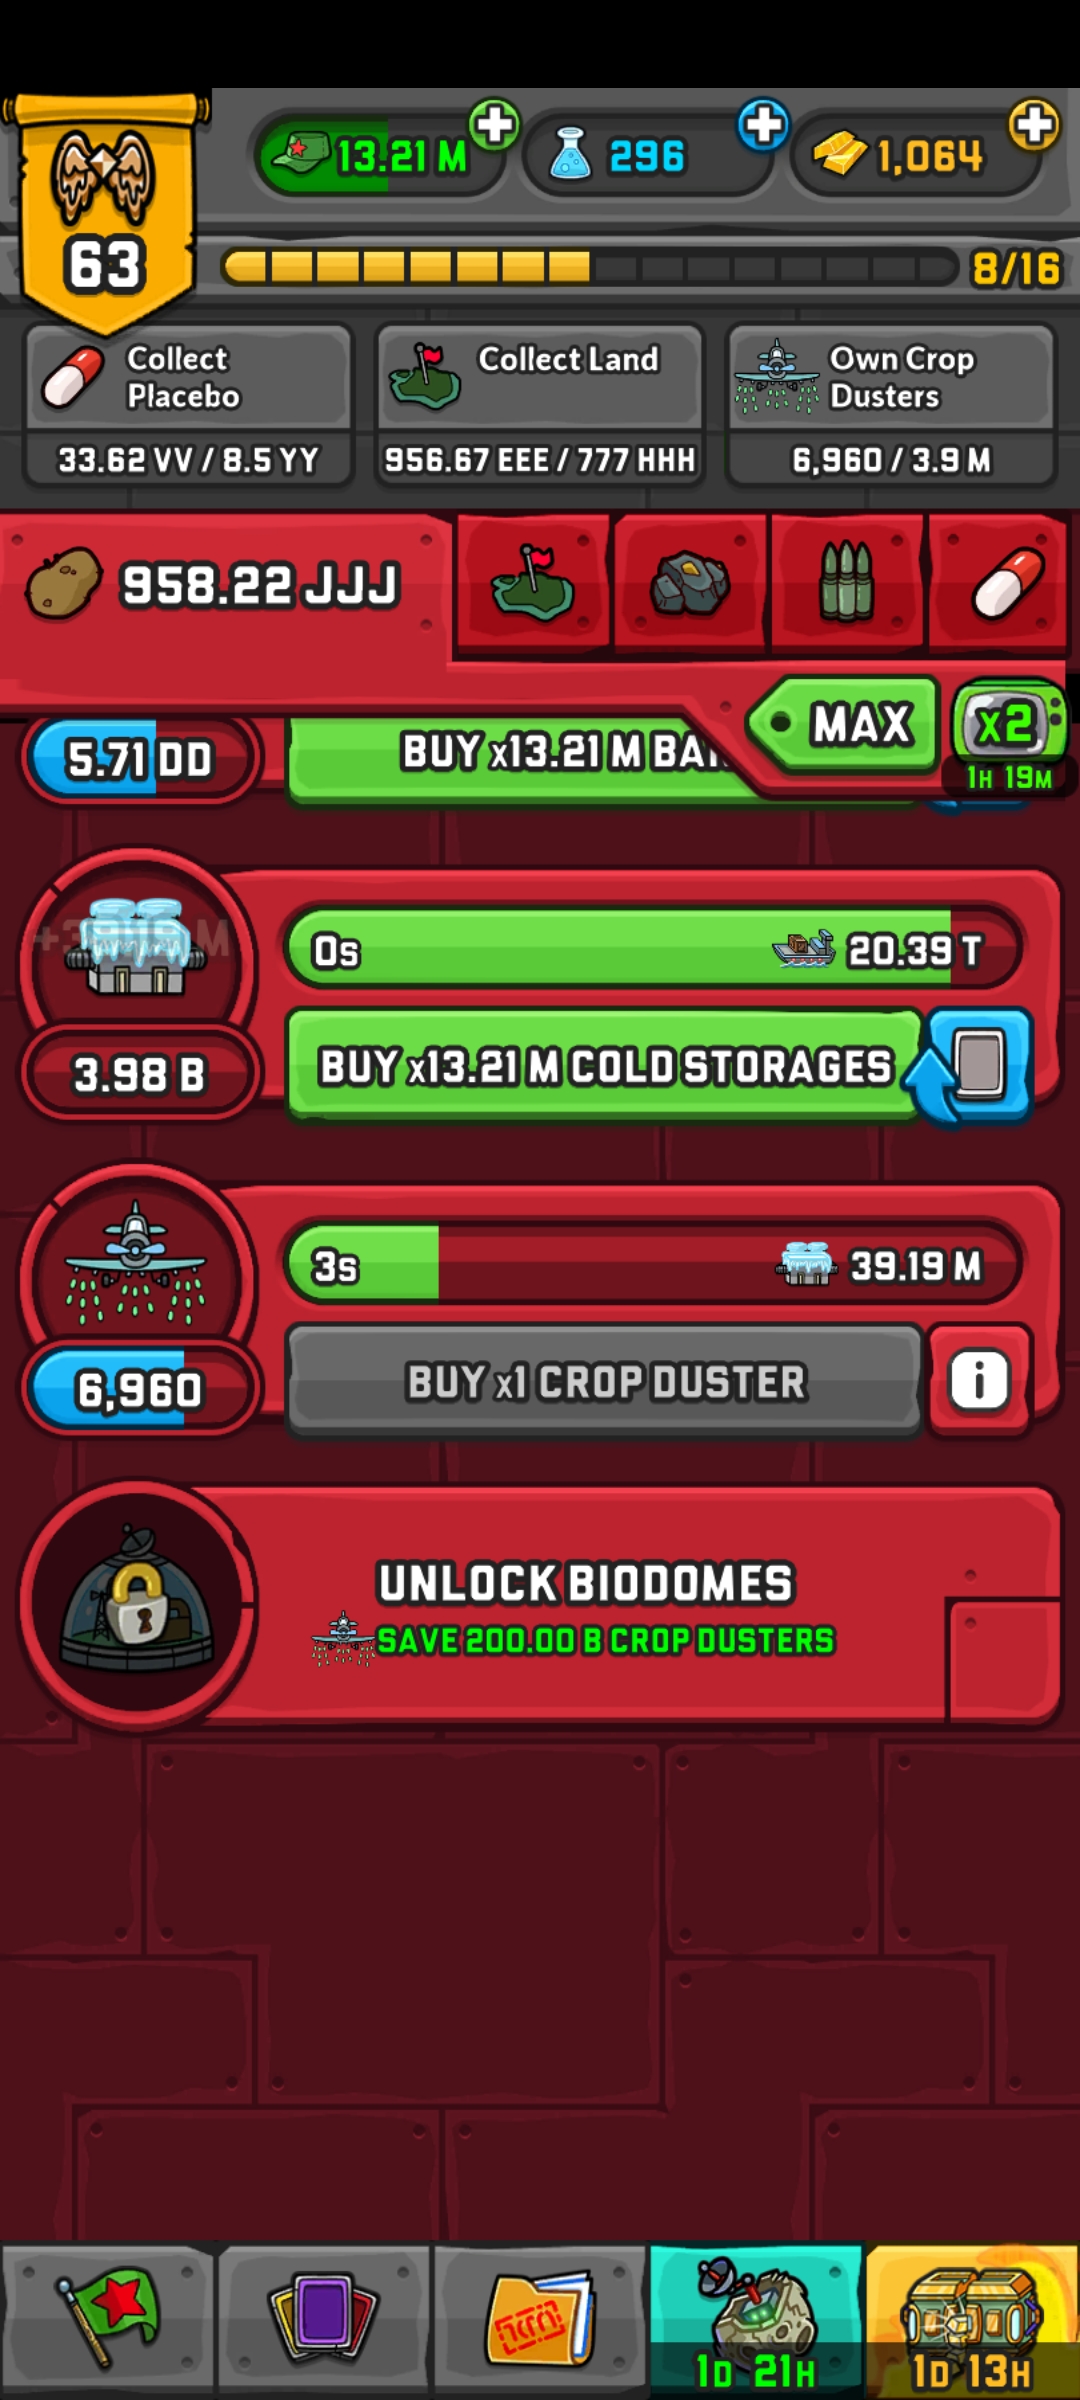 13.21 M
296
1,064
63
8/16
Collect
Placebo
33.62 VV / 8.5 YY
Collect Land
956.67 EEE / 777 HHH
Own Crop
Dusters
6,960 / 3.9 M
958.22 JJJ
MAX
x2
1H 19M
5.71 DD
BUY x13.21 M
0s
20.39 T
3.98 B
BUY x13.21 M COLD STORAGES
3s
39.19 M
6,960
BUY x1 CROP DUSTER
i
UNLOCK BIODOMES
SAVE 200.00 B CROP DUSTERS
1D 21H
1D 13H